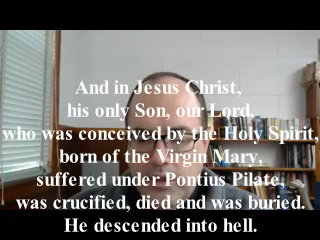 And in Jesus Christ,
his only Son, our Lord,
who was conceived by the Holy Spirit,
born of the Virgin Mary,
suffered under Pontius Pilate,
was crucified, died and was buried.
He descended into hell.